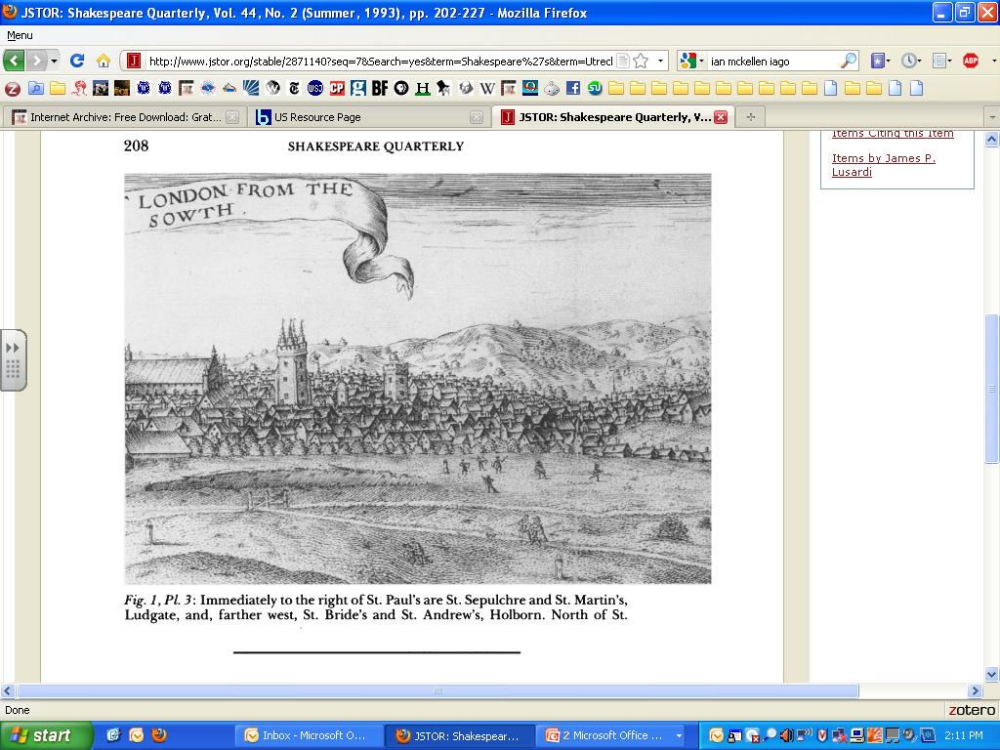 JSTOR: Shakespeare Quarterly, Vol. 44, No. 2 (Summer, 1993), pp. 202-227 - Mozilla Firefox
Menu
http://www.jstor.org/stable/2871140?seq=7&Search=yes&term=Shakespeare%27s&term=Utrecl
ian mckellen iago
ABP
Internet Archive: Free Download: Grat...
US Resource Page
JSTOR: Shakespeare Quarterly, V...
208 SHAKESPEARE QUARTERLY
LONDON FROM THE
SOWTH.
Items Citing this Item
Items by James P.
Lusardi
Fig. 1, Pl. 3: Immediately to the right of St. Paul's are St. Sepulchre and St. Martin's,
Ludgate, and, farther west, St. Bride's and St. Andrew's, Holborn. North of St.
Done
zotero
start
Inbox - Microsoft O...
JSTOR: Shakespear...
2 Microsoft Office ...
2:11 PM